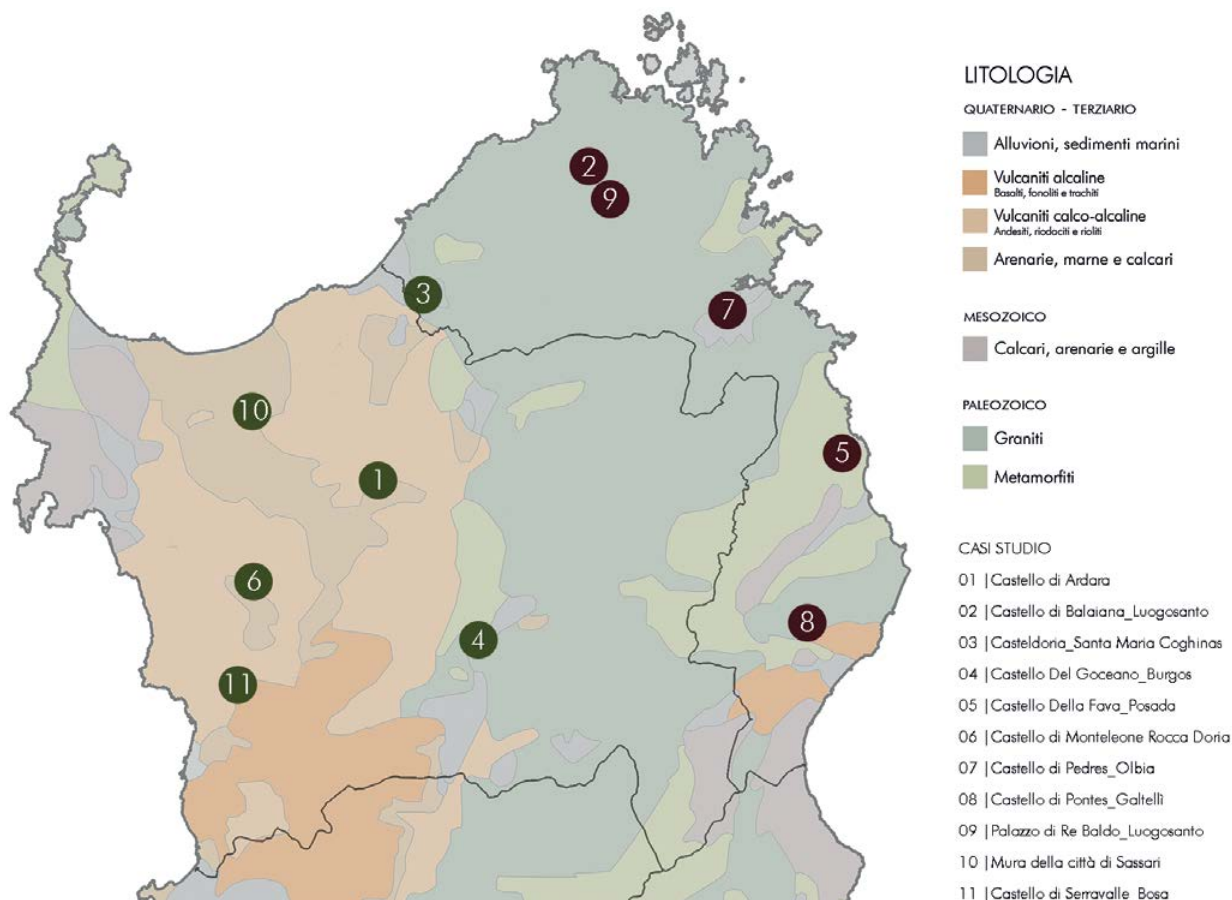 LITOLOGIA
QUATERNARIO - TERZIARIO
Alluvioni, sedimenti marini
Vulcaniti alcaline
Basalti, fonoliti e trachiti
Vulcaniti calco-alcaline
Andesiti, riodaciti e rioliti
Arenarie, marne e calcari
MESOZOICO
Calcari, arenarie e argille
PALEOZOICO
Graniti
Metamorfiti
CASI STUDIO
01 | Castello di Ardara
02 | Castello di Balaiana_Luogosanto
03 | Casteldoria_Santa Maria Coghinas
04 | Castello Del Goceano_Burgos
05 | Castello Della Fava_Posada
06 | Castello di Monteleone Rocca Doria
07 | Castello di Pedres_Olbia
08 | Castello di Pontes_Galtellì
09 | Palazzo di Re Baldo_Luogosanto
10 | Mura della città di Sassari
11 | Castello di Serravalle_Bosa
2
9
3
7
10
5
1
6
8
4
11